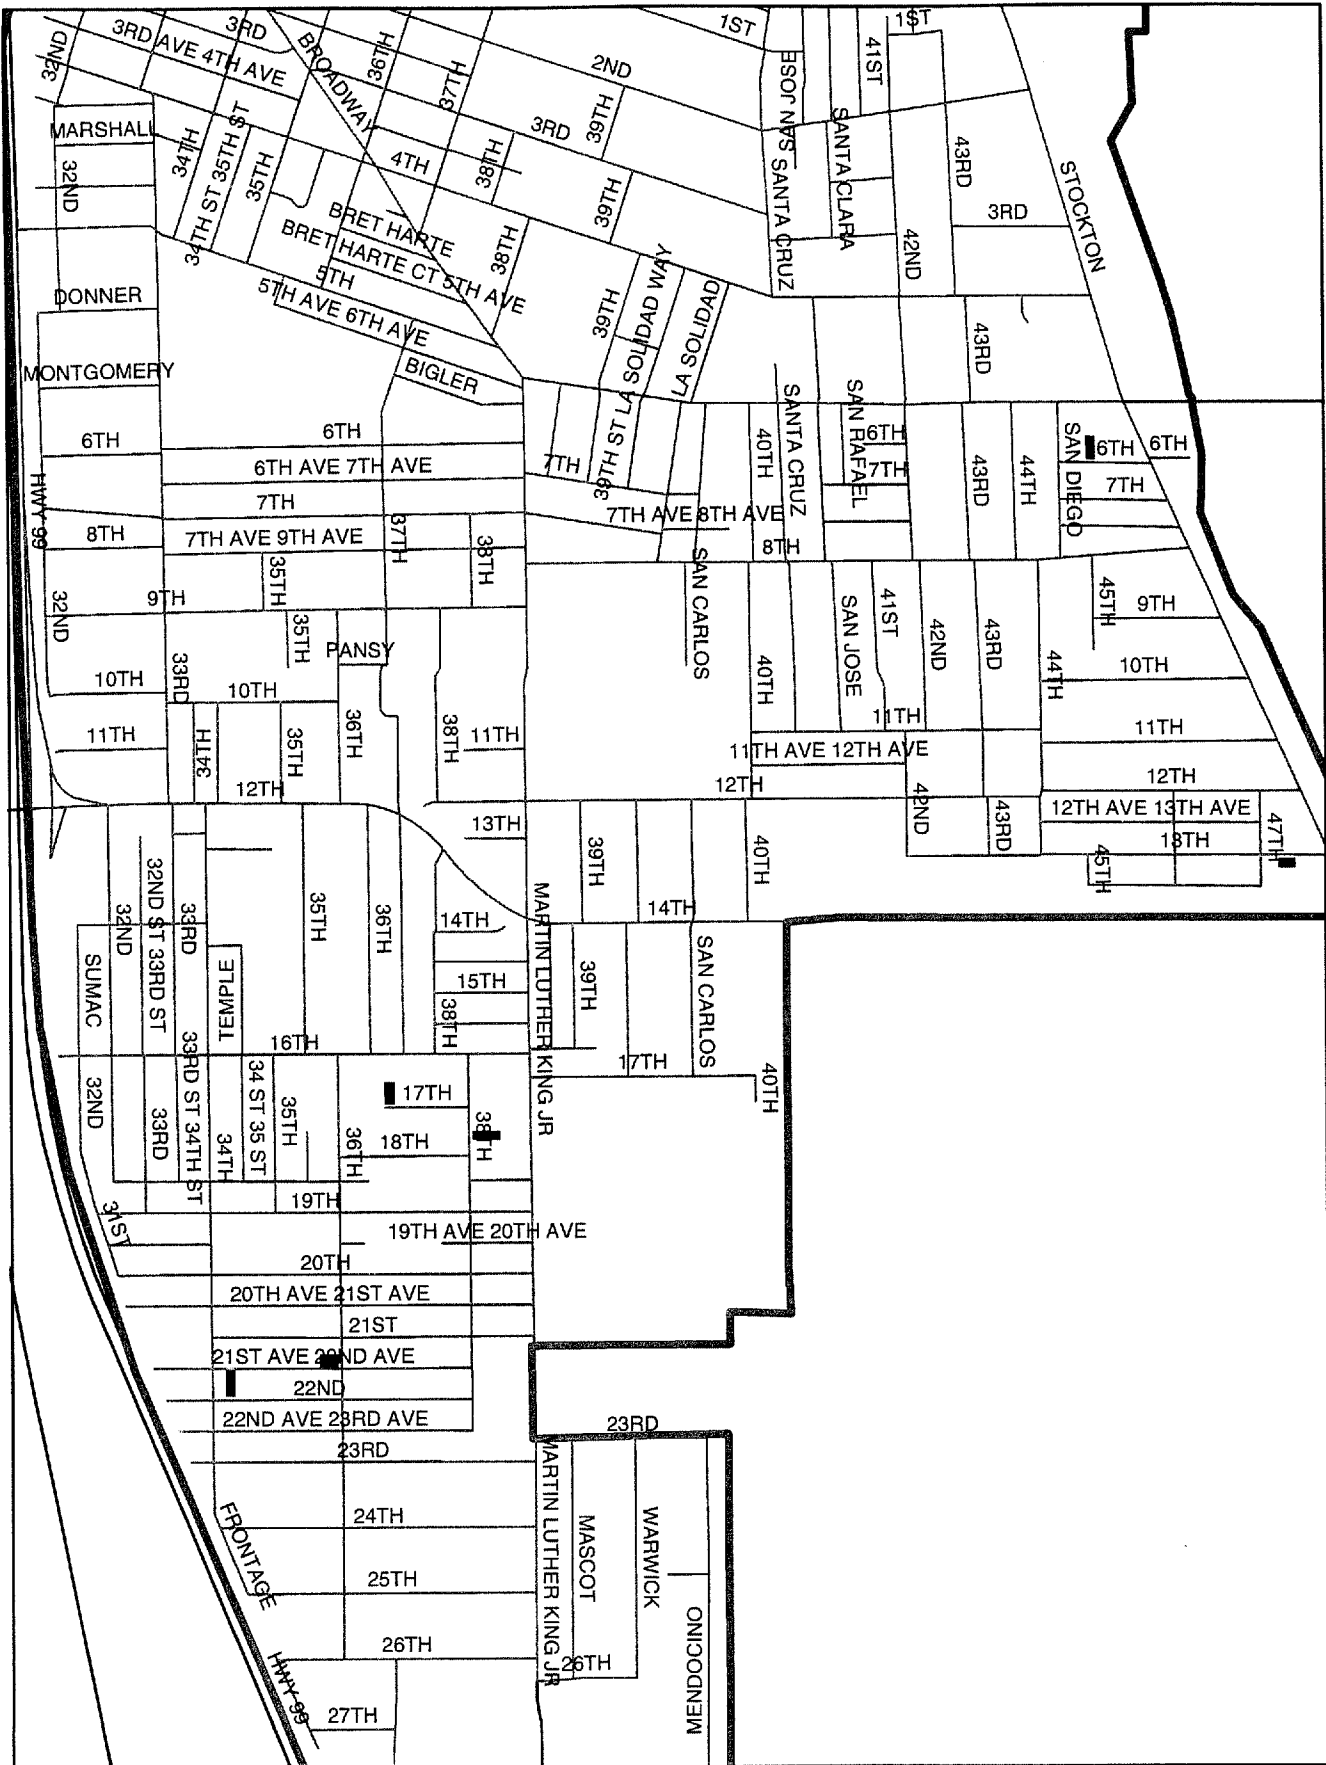 1ST
1ST
3RD
3RD AVE 4TH AVE
32ND
BROADWAY
36TH
37TH
2ND
39TH
SAN JOSE
41ST
MARSHALL
34TH
34TH ST 35TH ST
35TH
4TH
38TH
3RD
SANTA CLARA
43RD
STOCKTON
32ND
BRET HARTE
BRET HARTE CT 5TH AVE
38TH
39TH
SANTA CRUZ
3RD
42ND
DONNER
5TH
5TH AVE 6TH AVE
39TH
39TH ST LA SOLIDAD WAY
LA SOLIDAD
43RD
MONTGOMERY
BIGLER
SANTA CRUZ
SAN RAFAEL
6TH
6TH
6TH AVE 7TH AVE
7TH
40TH
6TH
7TH
43RD
44TH
SAN DIEGO
6TH
6TH
7TH
HWY 99
7TH
8TH
7TH AVE 9TH AVE
37TH
38TH
7TH AVE 8TH AVE
8TH
35TH
SAN CARLOS
32ND
9TH
35TH
PANSY
40TH
SAN JOSE
41ST
42ND
43RD
44TH
45TH
9TH
10TH
33RD
10TH
10TH
11TH
34TH
35TH
36TH
38TH
11TH
11TH
11TH AVE 12TH AVE
11TH
12TH
12TH
12TH
42ND
43RD
12TH AVE 13TH AVE
13TH
47TH
45TH
13TH
39TH
40TH
32ND
32ND ST 33RD ST
33RD
35TH
36TH
14TH
14TH
MARTIN LUTHER KING JR
SUMAC
TEMPLE
15TH
38TH
39TH
SAN CARLOS
16TH
17TH
40TH
32ND
33RD
33RD ST 34TH ST
34TH
34 ST 35 ST
35TH
36TH
17TH
18TH
38TH
19TH
31ST
19TH AVE 20TH AVE
20TH
20TH AVE 21ST AVE
21ST
21ST AVE 22ND AVE
22ND
22ND AVE 23RD AVE
23RD
23RD
MARTIN LUTHER KING JR
FRONTAGE
24TH
MASCOT
WARWICK
25TH
MENDOCINO
26TH
26TH
HWY 99
27TH